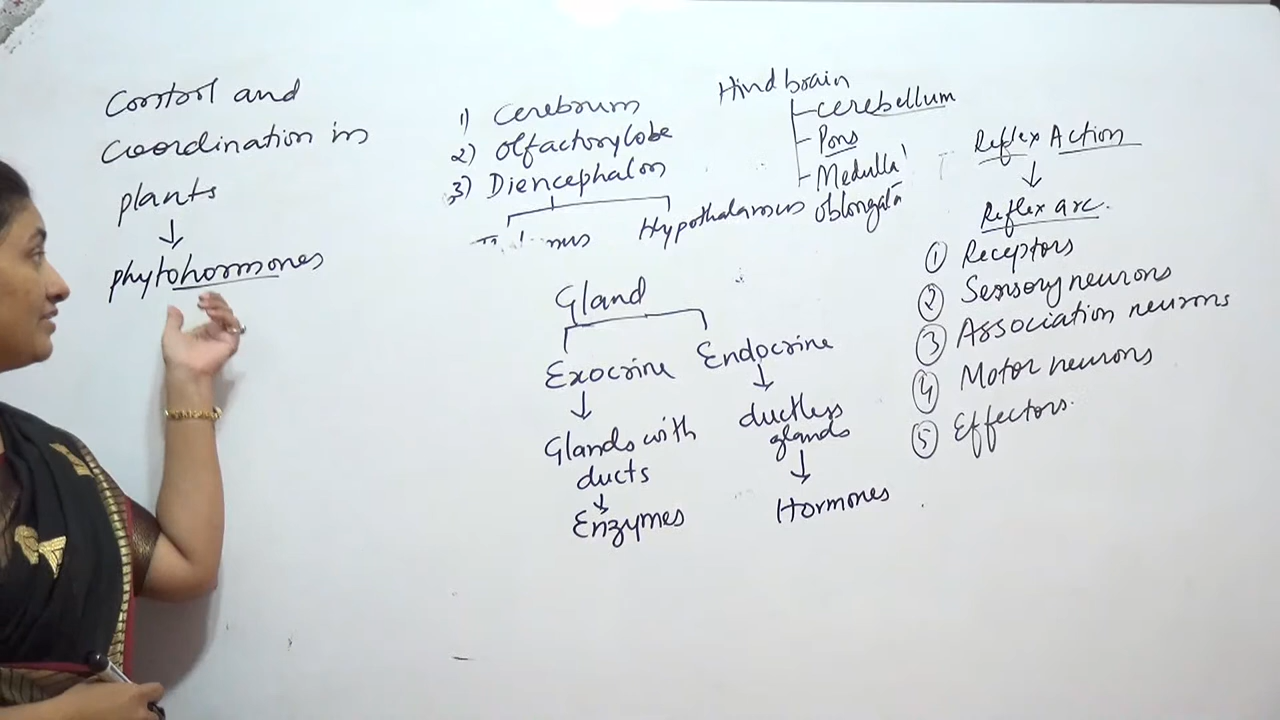 Control and
Coordination in
plants
↓
phytohormones
1) Cerebrum
2) Olfactorylobe
3) Diencephalon
Hypothalamus
Hind brain
Cerebellum
Pons
Medulla
Oblongata
Gland
Exocrine
↓
Glands with
ducts
↓
Enzymes
Endocrine
↓
ductless
glands
↓
Hormones
Reflex Action
↓
Reflex arc.
① Receptors
② Sensory neurons
③ Association neurons
④ Motor neurons
⑤ Effectors.